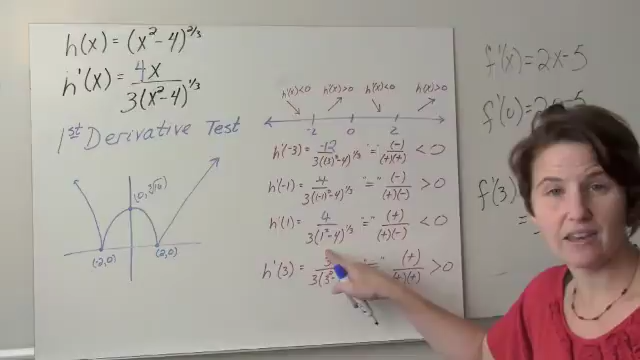 h(x) = (x² - 4)^(2/3)
h'(x) = 4x / 3(x² - 4)^(1/3)
1st Derivative Test
(0, ∛16)
(-2,0) (2,0)
h'(x)<0 h'(x)>0 h'(x)<0 h'(x)>0
-2 0 2
h'(-3) = -12 / 3((-3)²-4)^(1/3) "=" (-) / (+)(+) < 0
h'(-1) = 4 / 3((-1)²-4)^(1/3) "=" (-) / (+)(-) > 0
h'(1) = 4 / 3(1²-4)^(1/3) "=" (+) / (+)(-) < 0
h'(3) = 3(3² (+) / (+)(+) > 0
f'(x) = 2x - 5
f'(0) =
f'(3)
=